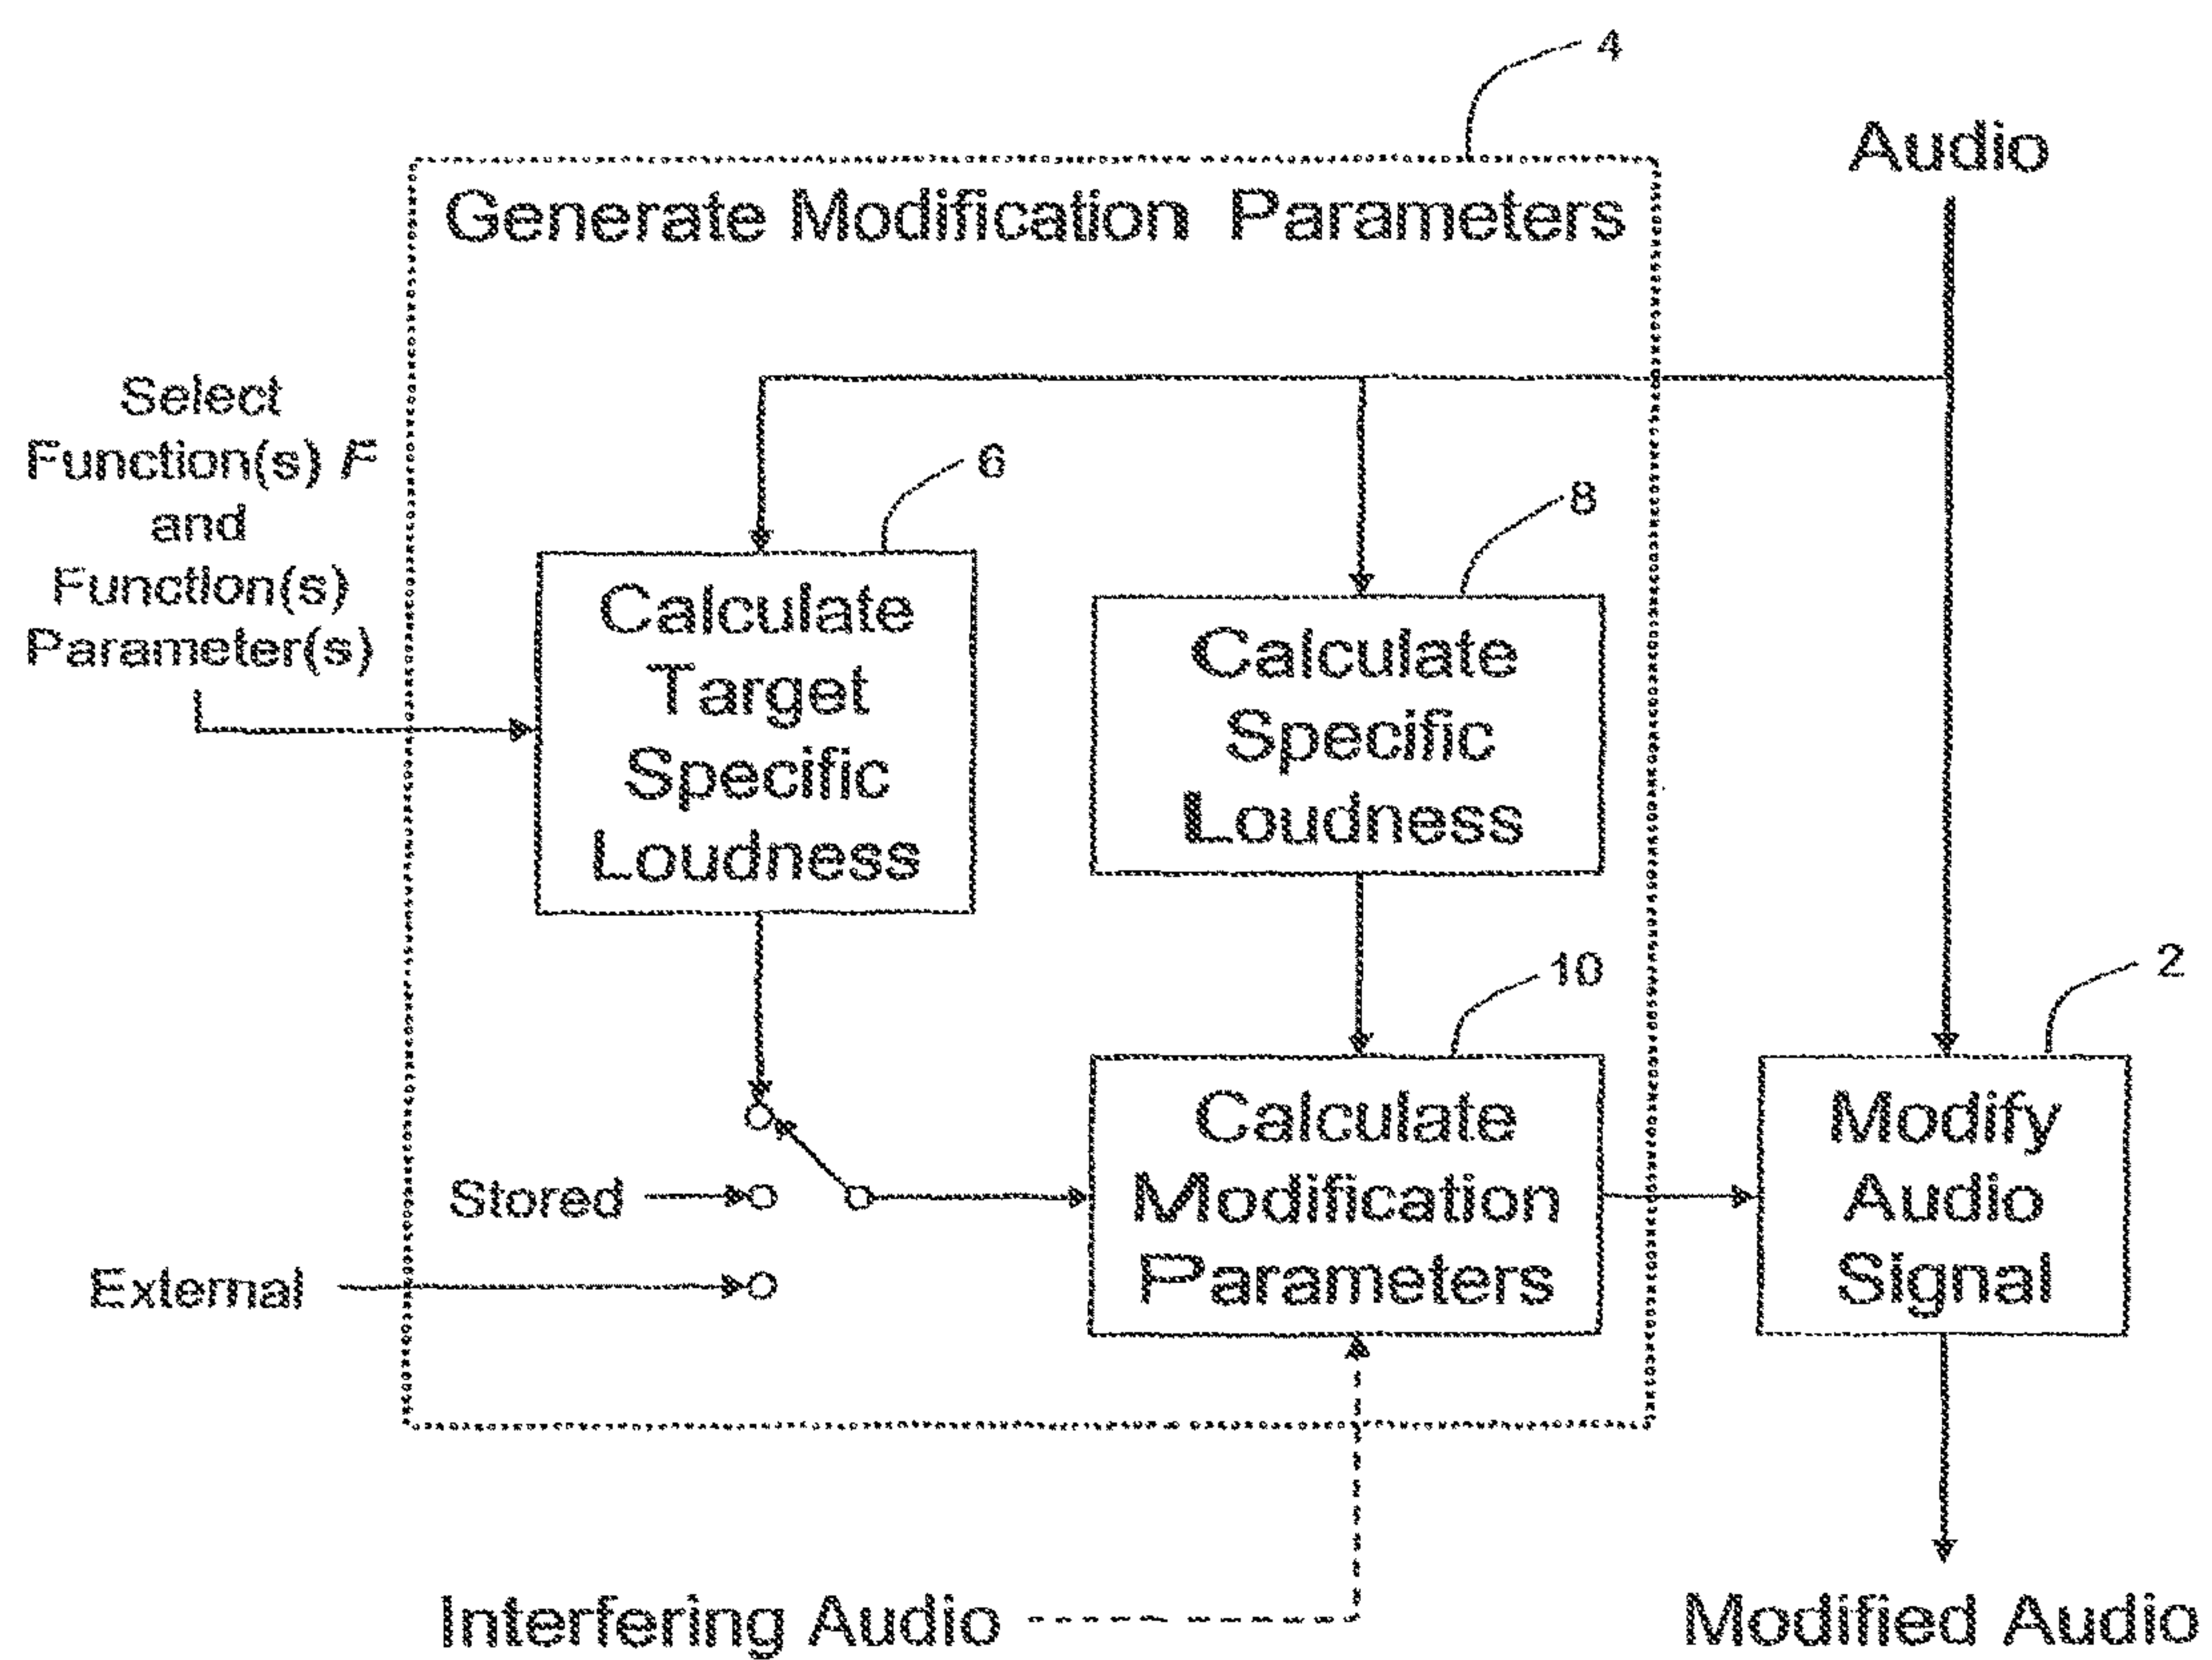 4
Audio
Generate Modification Parameters
Select
Function(s) F
and
Function(s)
Parameter(s)
6
8
Calculate
Target
Specific
Loudness
Calculate
Specific
Loudness
10
2
Calculate
Modification
Parameters
Modify
Audio
Signal
Stored
External
Interfering Audio
Modified Audio